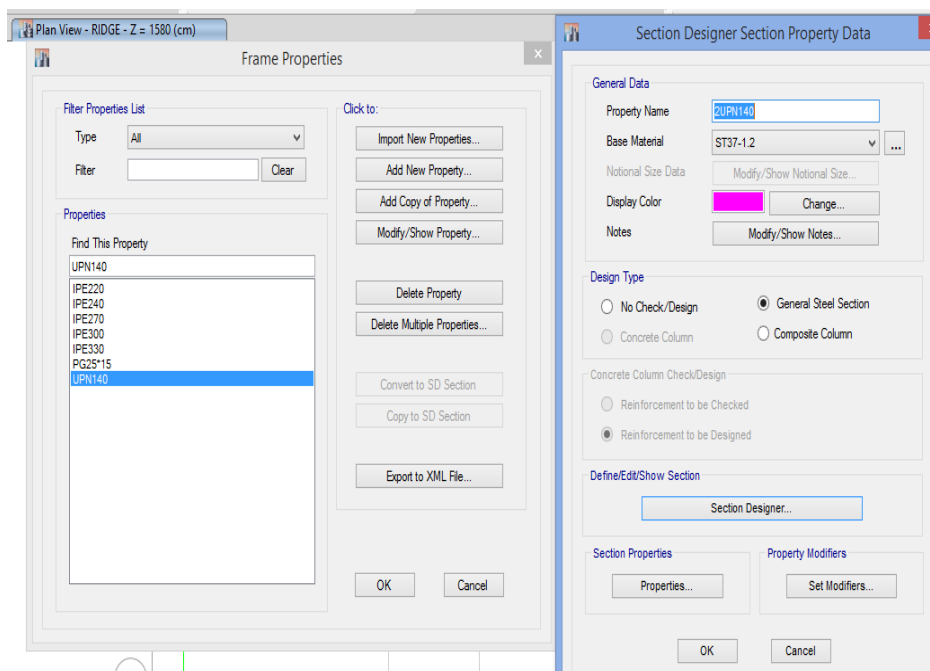 Plan View - RIDGE - Z = 1580 (cm)
Frame Properties
x
Filter Properties List
Type
All
Filter
Clear
Properties
Find This Property
UPN140
IPE220
IPE240
IPE270
IPE300
IPE330
PG25*15
UPN140
Click to:
Import New Properties...
Add New Property...
Add Copy of Property...
Modify/Show Property...
Delete Property
Delete Multiple Properties...
Convert to SD Section
Copy to SD Section
Export to XML File...
OK
Cancel
Section Designer Section Property Data
General Data
Property Name
2UPN140
Base Material
ST37-1.2
...
Notional Size Data
Modify/Show Notional Size...
Display Color
Change...
Notes
Modify/Show Notes...
Design Type
No Check/Design
General Steel Section
Concrete Column
Composite Column
Concrete Column Check/Design
Reinforcement to be Checked
Reinforcement to be Designed
Define/Edit/Show Section
Section Designer...
Section Properties
Properties...
Property Modifiers
Set Modifiers...
OK
Cancel